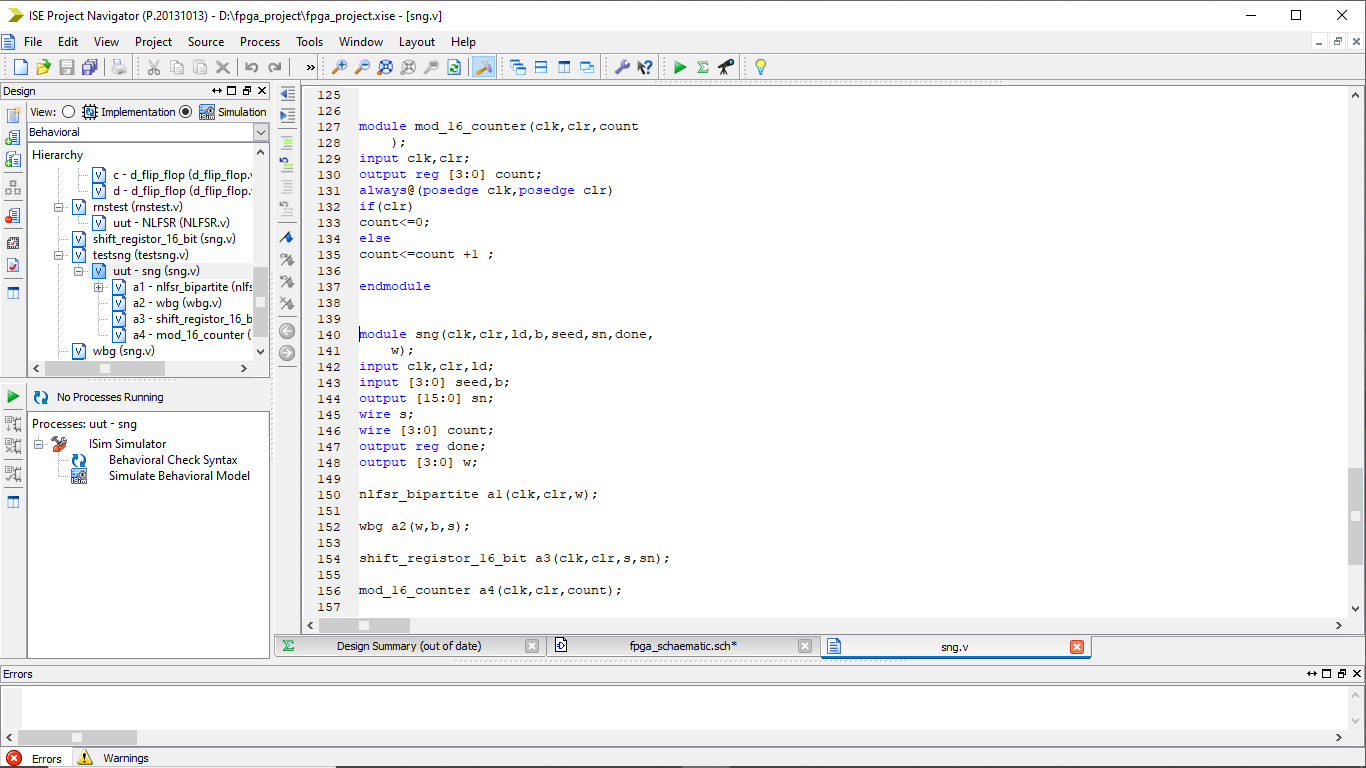 ISE Project Navigator (P.20131013) - D:\fpga_project\fpga_project.xise - [sng.v]
File Edit View Project Source Process Tools Window Layout Help
Design
View: Implementation Simulation
Behavioral
Hierarchy
c - d_flip_flop (d_flip_flop.v
d - d_flip_flop (d_flip_flop.
rnstest (rnstest.v)
uut - NLFSR (NLFSR.v)
shift_registor_16_bit (sng.v)
testsng (testsng.v)
uut - sng (sng.v)
a1 - nlfsr_bipartite (nlfs
a2 - wbg (wbg.v)
a3 - shift_registor_16_b
a4 - mod_16_counter (
wbg (sng.v)
No Processes Running
Processes: uut - sng
ISim Simulator
Behavioral Check Syntax
Simulate Behavioral Model
125
126
127 module mod_16_counter(clk,clr,count
128 );
129 input clk,clr;
130 output reg [3:0] count;
131 always@(posedge clk,posedge clr)
132 if(clr)
133 count<=0;
134 else
135 count<=count +1 ;
136
137 endmodule
138
139
140 module sng(clk,clr,ld,b,seed,sn,done,
141 w);
142 input clk,clr,ld;
143 input [3:0] seed,b;
144 output [15:0] sn;
145 wire s;
146 wire [3:0] count;
147 output reg done;
148 output [3:0] w;
149
150 nlfsr_bipartite a1(clk,clr,w);
151
152 wbg a2(w,b,s);
153
154 shift_registor_16_bit a3(clk,clr,s,sn);
155
156 mod_16_counter a4(clk,clr,count);
157
Design Summary (out of date) fpga_schaematic.sch* sng.v
Errors
Errors Warnings